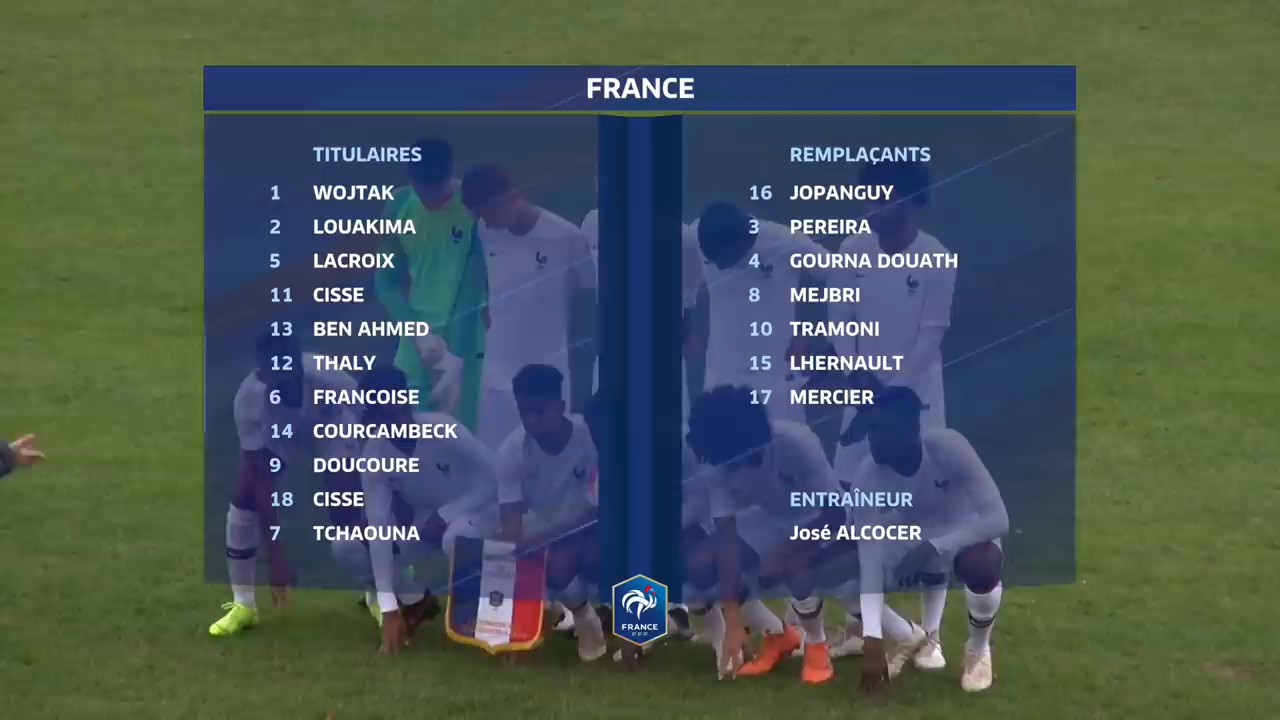 FRANCE
TITULAIRES
1 WOJTAK
2 LOUAKIMA
5 LACROIX
11 CISSE
13 BEN AHMED
12 THALY
6 FRANCOISE
14 COURCAMBECK
9 DOUCOURE
18 CISSE
7 TCHAOUNA
REMPLAÇANTS
16 JOPANGUY
3 PEREIRA
4 GOURNA DOUATH
8 MEJBRI
10 TRAMONI
15 LHERNAULT
17 MERCIER
ENTRAÎNEUR
José ALCOCER
FRANCE
FFF